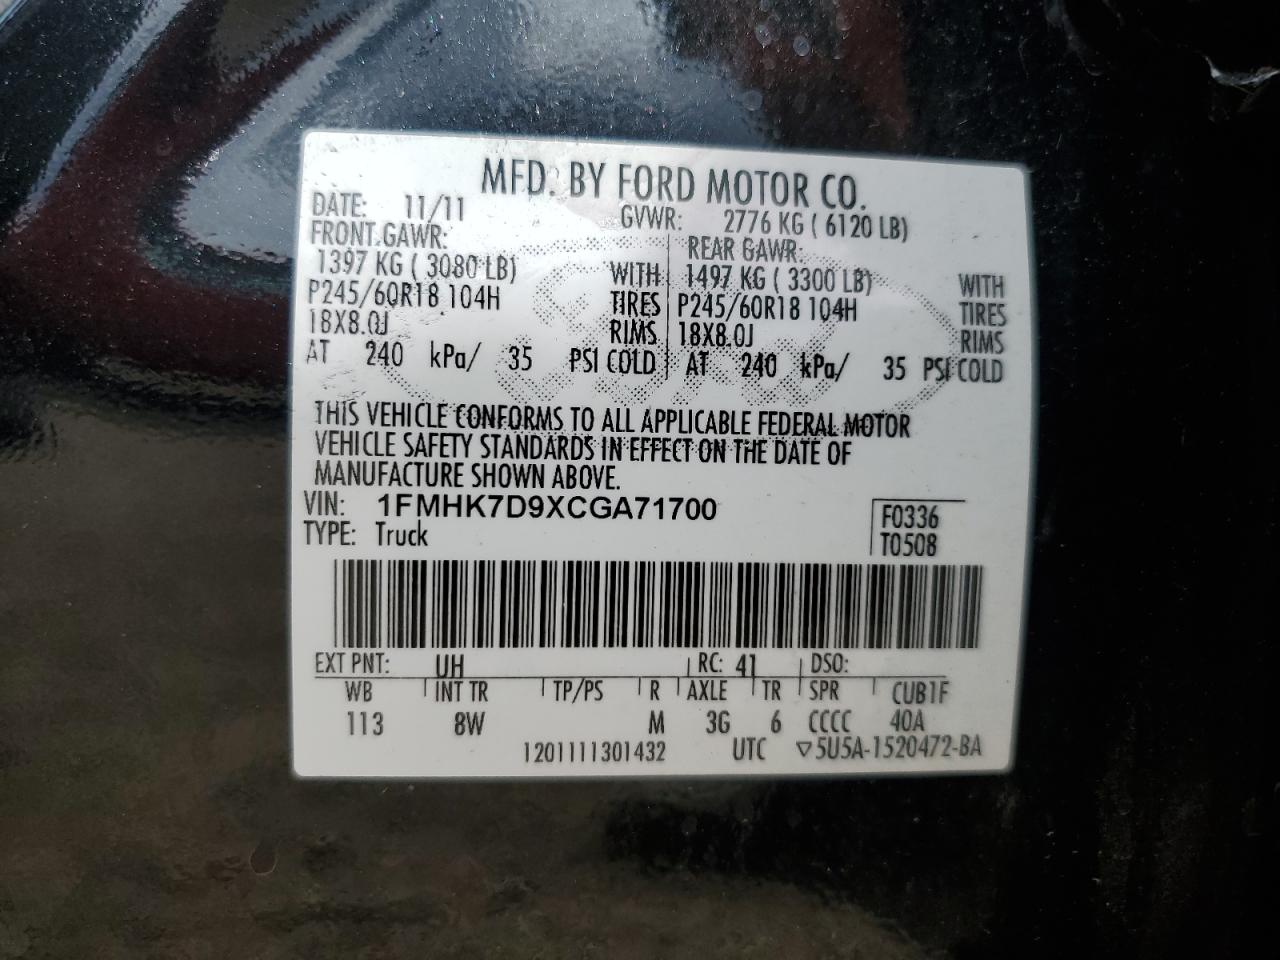 MFD. BY FORD MOTOR CO.
DATE: 11/11 GVWR: 2776 KG ( 6120 LB)
FRONT GAWR: REAR GAWR:
1397 KG ( 3080 LB) WITH 1497 KG ( 3300 LB) WITH
P245/60R18 104H TIRES P245/60R18 104H TIRES
18X8.0J RIMS 18X8.0J RIMS
AT 240 kPa/ 35 PSI COLD AT 240 kPa/ 35 PSI COLD
THIS VEHICLE CONFORMS TO ALL APPLICABLE FEDERAL MOTOR
VEHICLE SAFETY STANDARDS IN EFFECT ON THE DATE OF
MANUFACTURE SHOWN ABOVE.
VIN: 1FMHK7D9XCGA71700 F0336
TYPE: Truck T0508
EXT PNT: UH RC: 41 DSO:
WB INT TR TP/PS R AXLE TR SPR CUB1F
113 8W M 3G 6 CCCC 40A
1201111301432 UTC ▽5U5A-1520472-BA